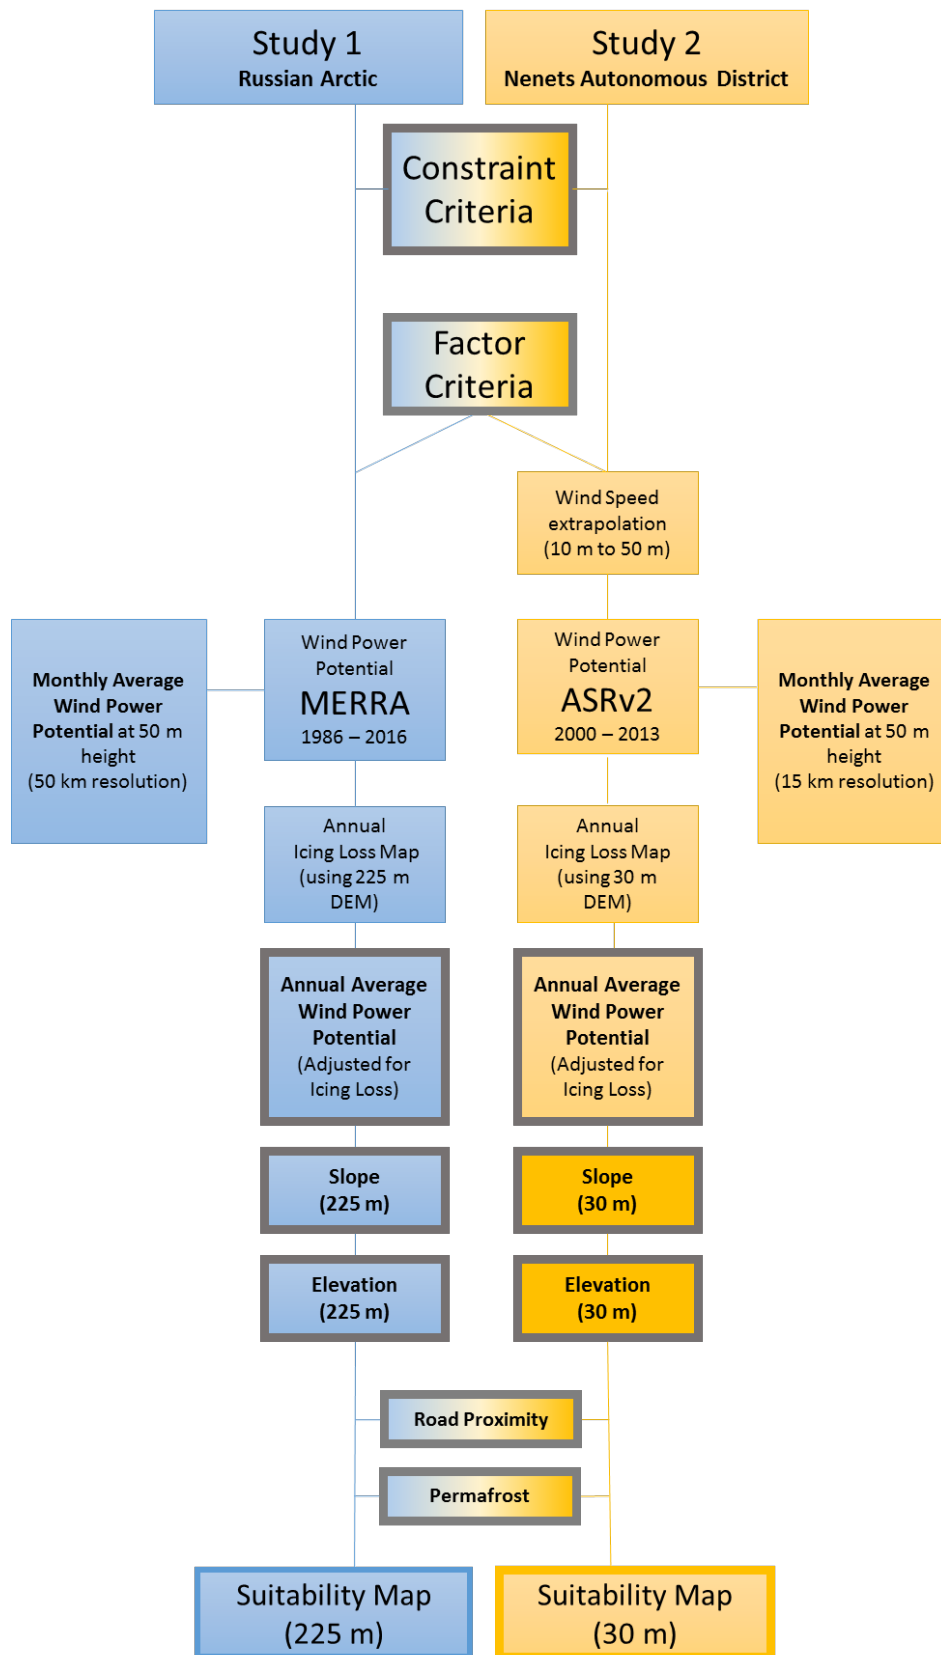 Study 1
Russian Arctic
Study 2
Nenets Autonomous District
Constraint
Criteria
Factor
Criteria
Wind Speed
extrapolation
(10 m to 50 m)
Monthly Average
Wind Power
Potential at 50 m
height
(50 km resolution)
Wind Power
Potential
MERRA
1986 – 2016
Wind Power
Potential
ASRv2
2000 – 2013
Monthly Average
Wind Power
Potential at 50 m
height
(15 km resolution)
Annual
Icing Loss Map
(using 225 m
DEM)
Annual
Icing Loss Map
(using 30 m
DEM)
Annual Average
Wind Power
Potential
(Adjusted for
Icing Loss)
Annual Average
Wind Power
Potential
(Adjusted for
Icing Loss)
Slope
(225 m)
Slope
(30 m)
Elevation
(225 m)
Elevation
(30 m)
Road Proximity
Permafrost
Suitability Map
(225 m)
Suitability Map
(30 m)